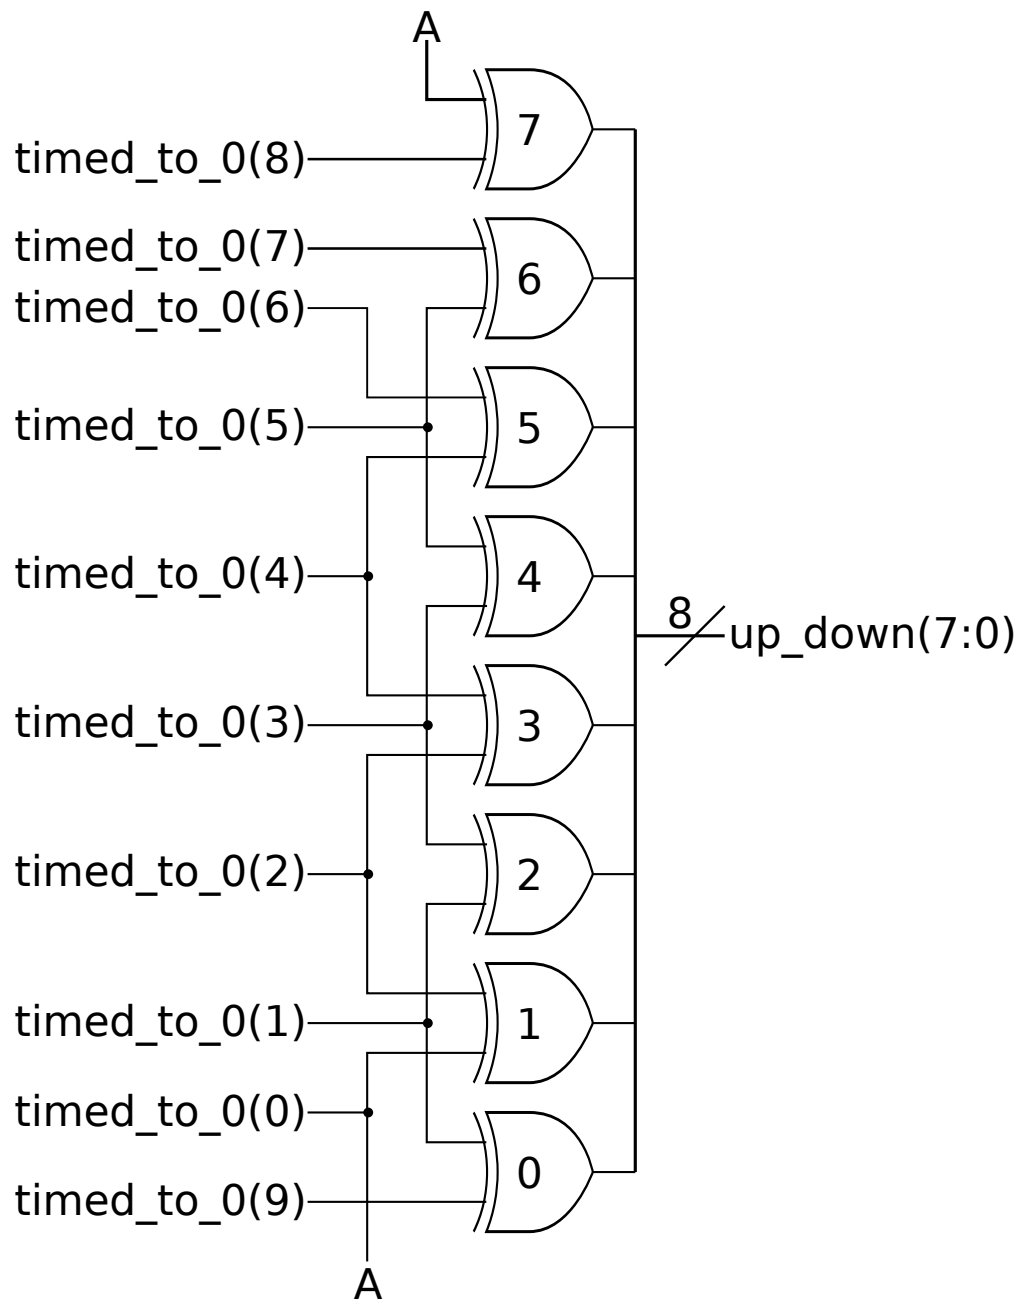 A
7
timed_to_0(8)
timed_to_0(7)
6
timed_to_0(6)
timed_to_0(5)
5
timed_to_0(4)
4
8
up_down(7:0)
timed_to_0(3)
3
timed_to_0(2)
2
timed_to_0(1)
1
timed_to_0(0)
0
timed_to_0(9)
A